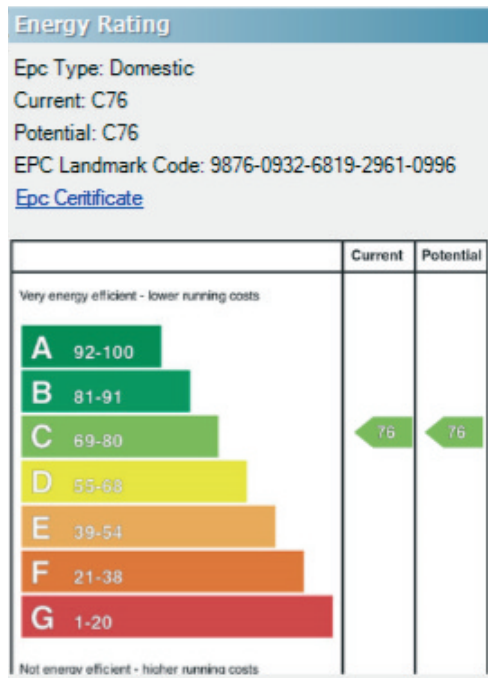 Energy Rating
Epc Type: Domestic
Current: C76
Potential: C76
EPC Landmark Code: 9876-0932-6819-2961-0996
Epc Ceritificate
Current Potential
Very energy efficient - lower running costs
A 92-100
B 81-91
C 69-80 76 76
D 55-68
E 39-54
F 21-38
G 1-20
Not energy efficient - higher running costs